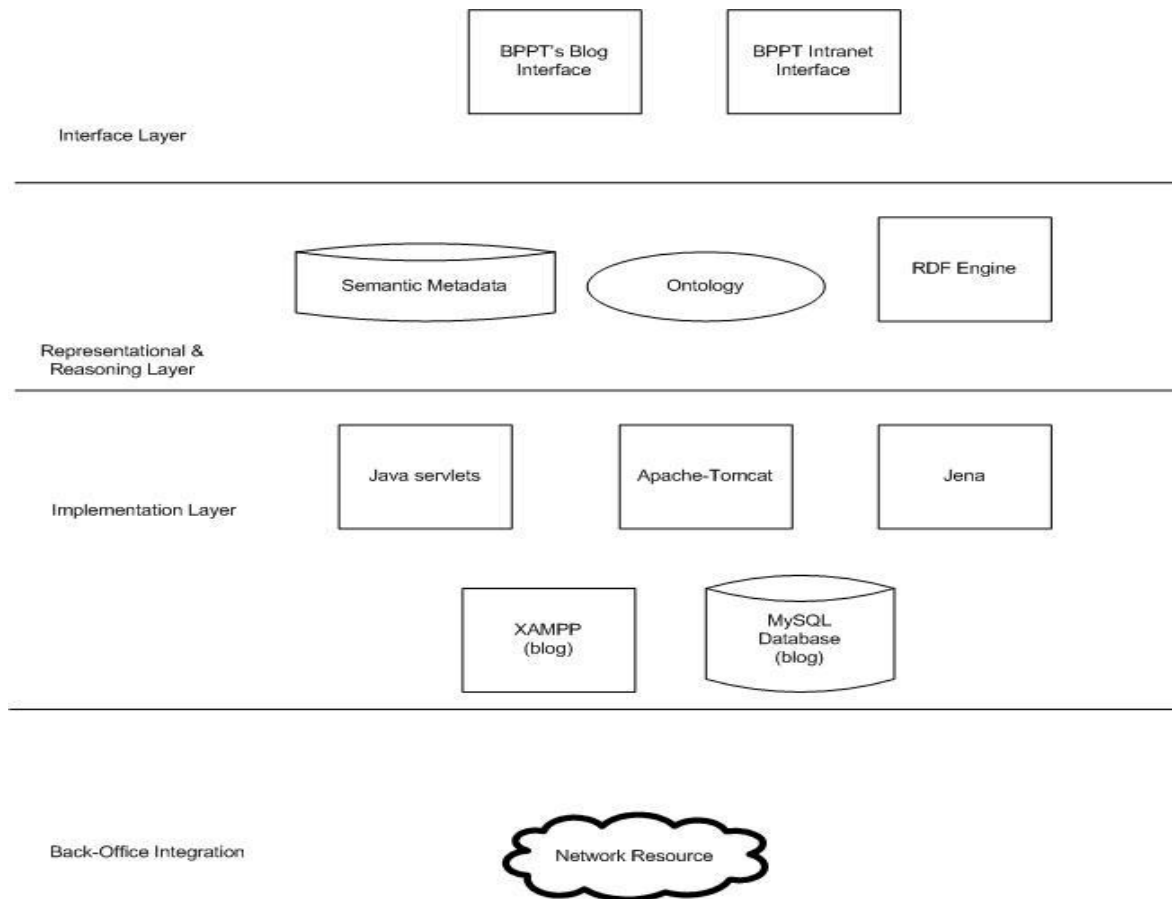 BPPT's Blog
Interface
BPPT Intranet
Interface
Interface Layer
Semantic Metadata
Ontology
RDF Engine
Representational &
Reasoning Layer
Java servlets
Apache-Tomcat
Jena
Implementation Layer
XAMPP
(blog)
MySQL
Database
(blog)
Back-Office Integration
Network Resource